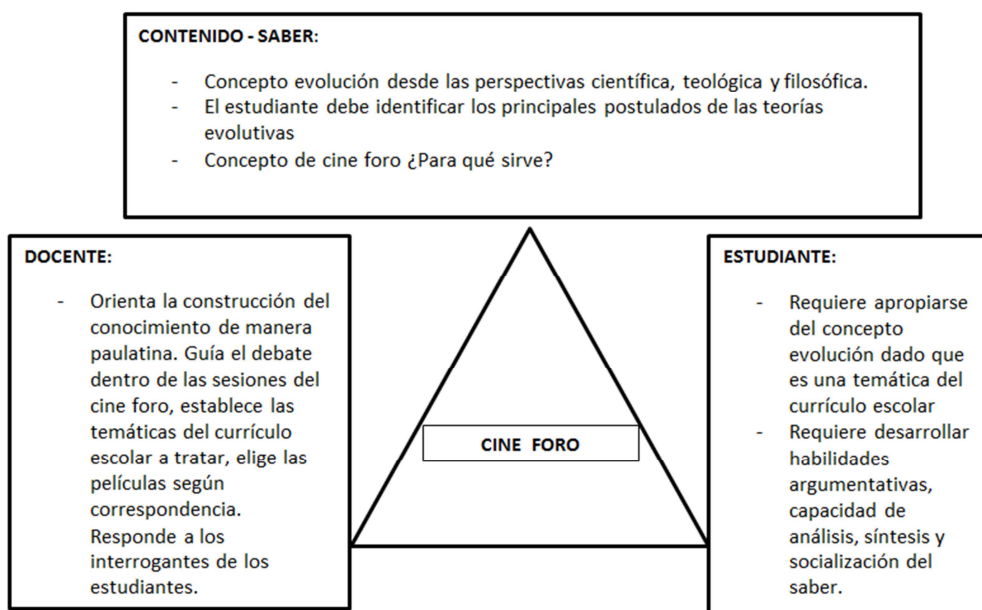 CONTENIDO - SABER:
- Concepto evolución desde las perspectivas científica, teológica y filosófica.
- El estudiante debe identificar los principales postulados de las teorías
evolutivas
- Concepto de cine foro ¿Para qué sirve?
DOCENTE:
- Orienta la construcción del
conocimiento de manera
paulatina. Guía el debate
dentro de las sesiones del
cine foro, establece las
temáticas del currículo
escolar a tratar, elige las
películas según
correspondencia.
Responde a los
interrogantes de los
estudiantes.
CINE FORO
ESTUDIANTE:
- Requiere apropiarse
del concepto
evolución dado que
es una temática del
currículo escolar
- Requiere desarrollar
habilidades
argumentativas,
capacidad de
análisis, síntesis y
socialización del
saber.